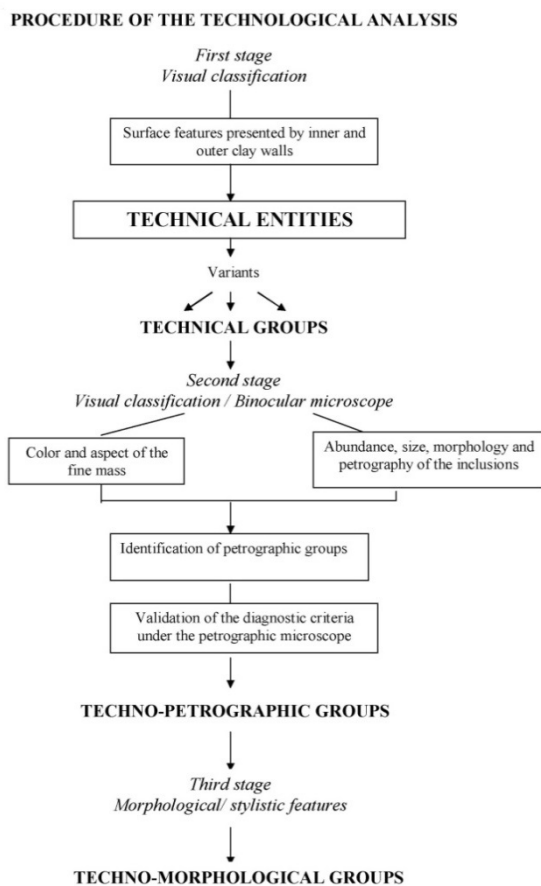 PROCEDURE OF THE TECHNOLOGICAL ANALYSIS
First stage
Visual classification
Surface features presented by inner and
outer clay walls
TECHNICAL ENTITIES
Variants
TECHNICAL GROUPS
Second stage
Visual classification / Binocular microscope
Color and aspect of the
fine mass
Abundance, size, morphology and
petrography of the inclusions
Identification of petrographic groups
Validation of the diagnostic criteria
under the petrographic microscope
TECHNO-PETROGRAPHIC GROUPS
Third stage
Morphological/ stylistic features
TECHNO-MORPHOLOGICAL GROUPS